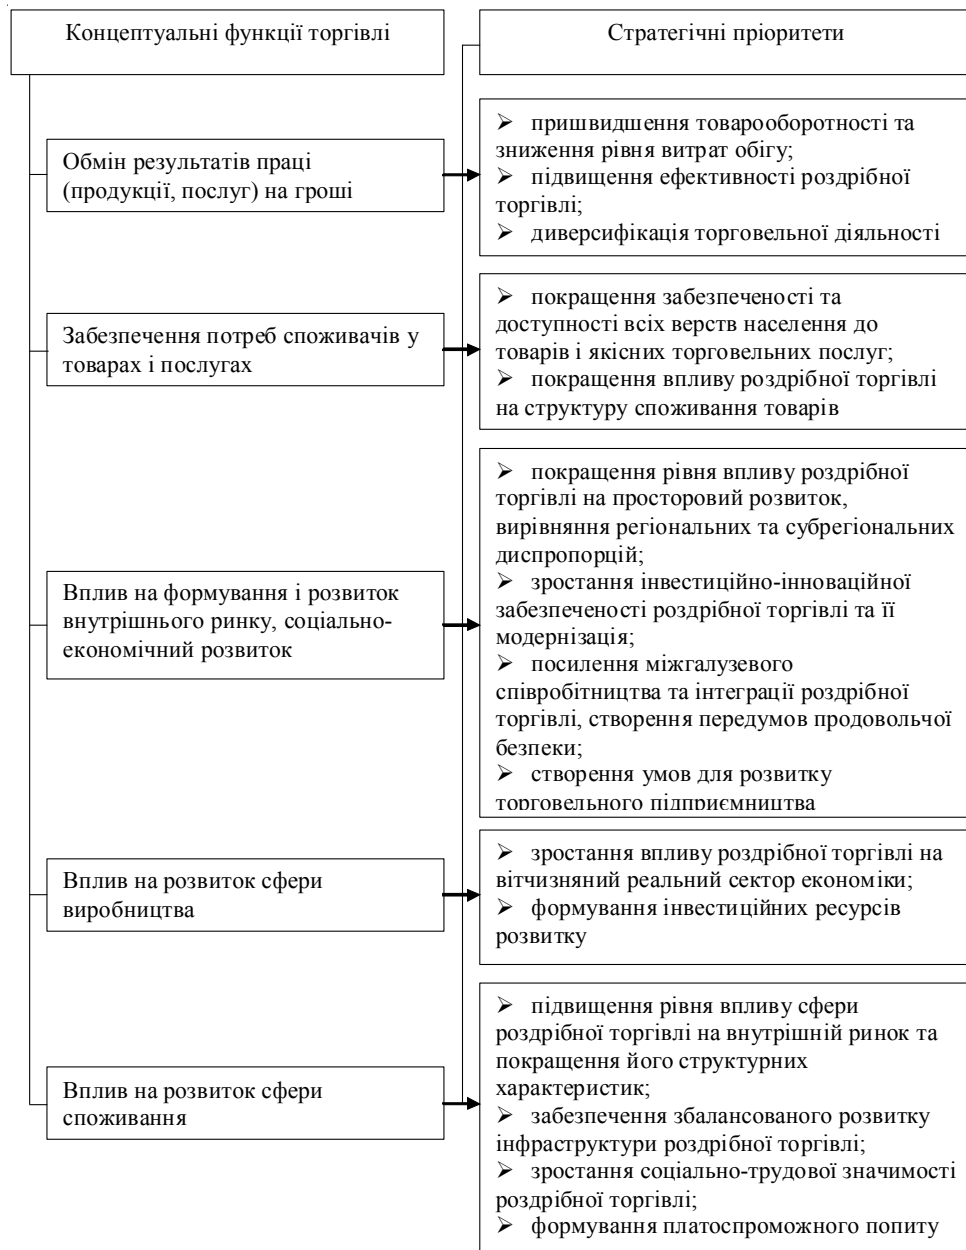 Концептуальні функції торгівлі
Стратегічні пріоритети
Обмін результатів праці
(продукції, послуг) на гроші
➢ пришвидшення товарооборотності та
зниження рівня витрат обігу;
➢ підвищення ефективності роздрібної
торгівлі;
➢ диверсифікація торговельної діяльності
Забезпечення потреб споживачів у
товарах і послугах
➢ покращення забезпеченості та
доступності всіх верств населення до
товарів і якісних торговельних послуг;
➢ покращення впливу роздрібної торгівлі
на структуру споживання товарів
Вплив на формування і розвиток
внутрішнього ринку, соціально-
економічний розвиток
➢ покращення рівня впливу роздрібної
торгівлі на просторовий розвиток,
вирівняння регіональних та субрегіональних
диспропорцій;
➢ зростання інвестиційно-інноваційної
забезпеченості роздрібної торгівлі та її
модернізація;
➢ посилення міжгалузевого
співробітництва та інтеграції роздрібної
торгівлі, створення передумов продовольчої
безпеки;
➢ створення умов для розвитку
торговельного підприємництва
Вплив на розвиток сфери
виробництва
➢ зростання впливу роздрібної торгівлі на
вітчизняний реальний сектор економіки;
➢ формування інвестиційних ресурсів
розвитку
Вплив на розвиток сфери
споживання
➢ підвищення рівня впливу сфери
роздрібної торгівлі на внутрішній ринок та
покращення його структурних
характеристик;
➢ забезпечення збалансованого розвитку
інфраструктури роздрібної торгівлі;
➢ зростання соціально-трудової значимості
роздрібної торгівлі;
➢ формування платоспроможного попиту